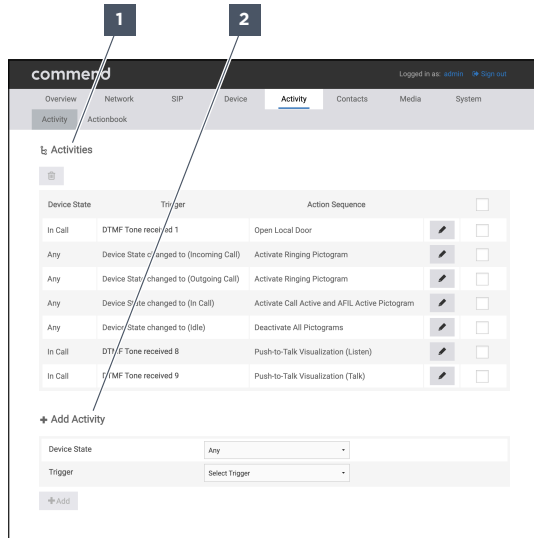 1 2
commend Logged in as: admin Sign out
Overview Network SIP Device Activity Contacts Media System
Activity Actionbook
Activities
Device State Trigger Action Sequence
In Call DTMF Tone received 1 Open Local Door
Any Device State changed to (Incoming Call) Activate Ringing Pictogram
Any Device State changed to (Outgoing Call) Activate Ringing Pictogram
Any Device State changed to (In Call) Activate Call Active and AFIL Active Pictogram
Any Device State changed to (Idle) Deactivate All Pictograms
In Call DTMF Tone received 8 Push-to-Talk Visualization (Listen)
In Call DTMF Tone received 9 Push-to-Talk Visualization (Talk)
+ Add Activity
Device State Any
Trigger Select Trigger
+ Add